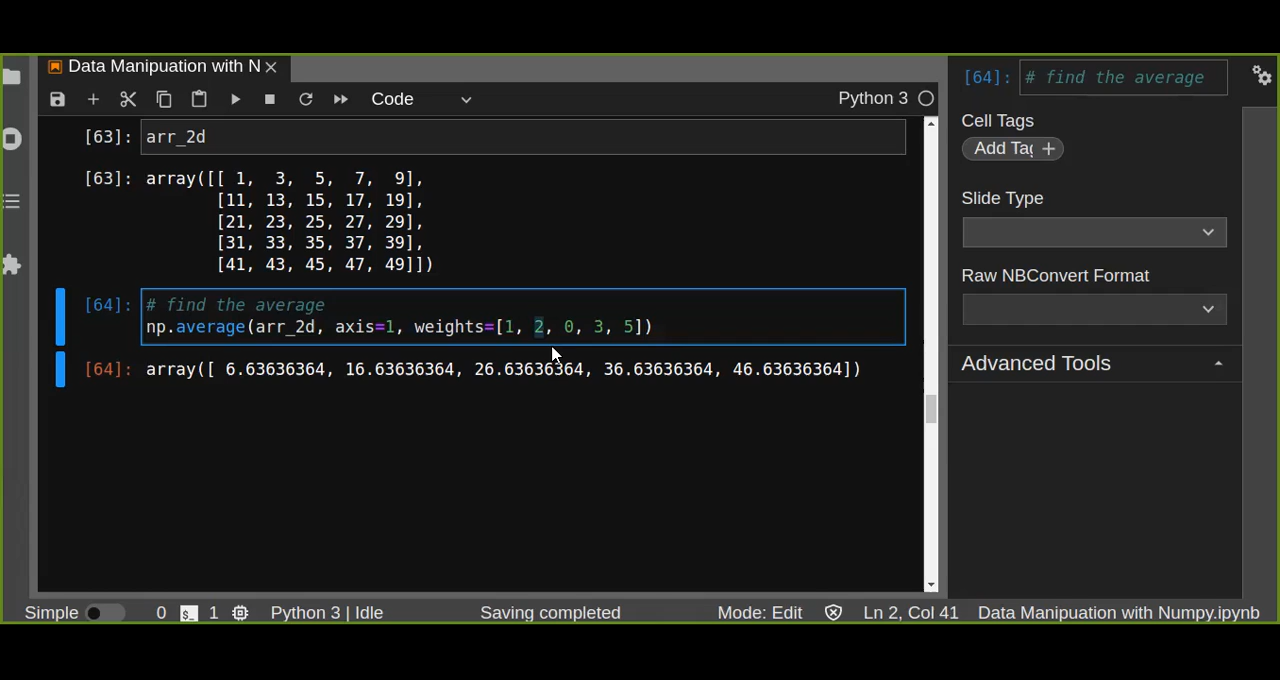 Data Manipuation with N
Code
Python 3
[63]: arr_2d
[63]: array([[ 1, 3, 5, 7, 9],
[11, 13, 15, 17, 19],
[21, 23, 25, 27, 29],
[31, 33, 35, 37, 39],
[41, 43, 45, 47, 49]])
[64]: # find the average
np.average(arr_2d, axis=1, weights=[1, 2, 0, 3, 5])
[64]: array([ 6.63636364, 16.63636364, 26.63636364, 36.63636364, 46.63636364])
[64]: # find the average
Cell Tags
Add Tag
Slide Type
Raw NBConvert Format
Advanced Tools
Simple 0 $_ 1 Python 3 | Idle Saving completed Mode: Edit Ln 2, Col 41 Data Manipuation with Numpy.ipynb